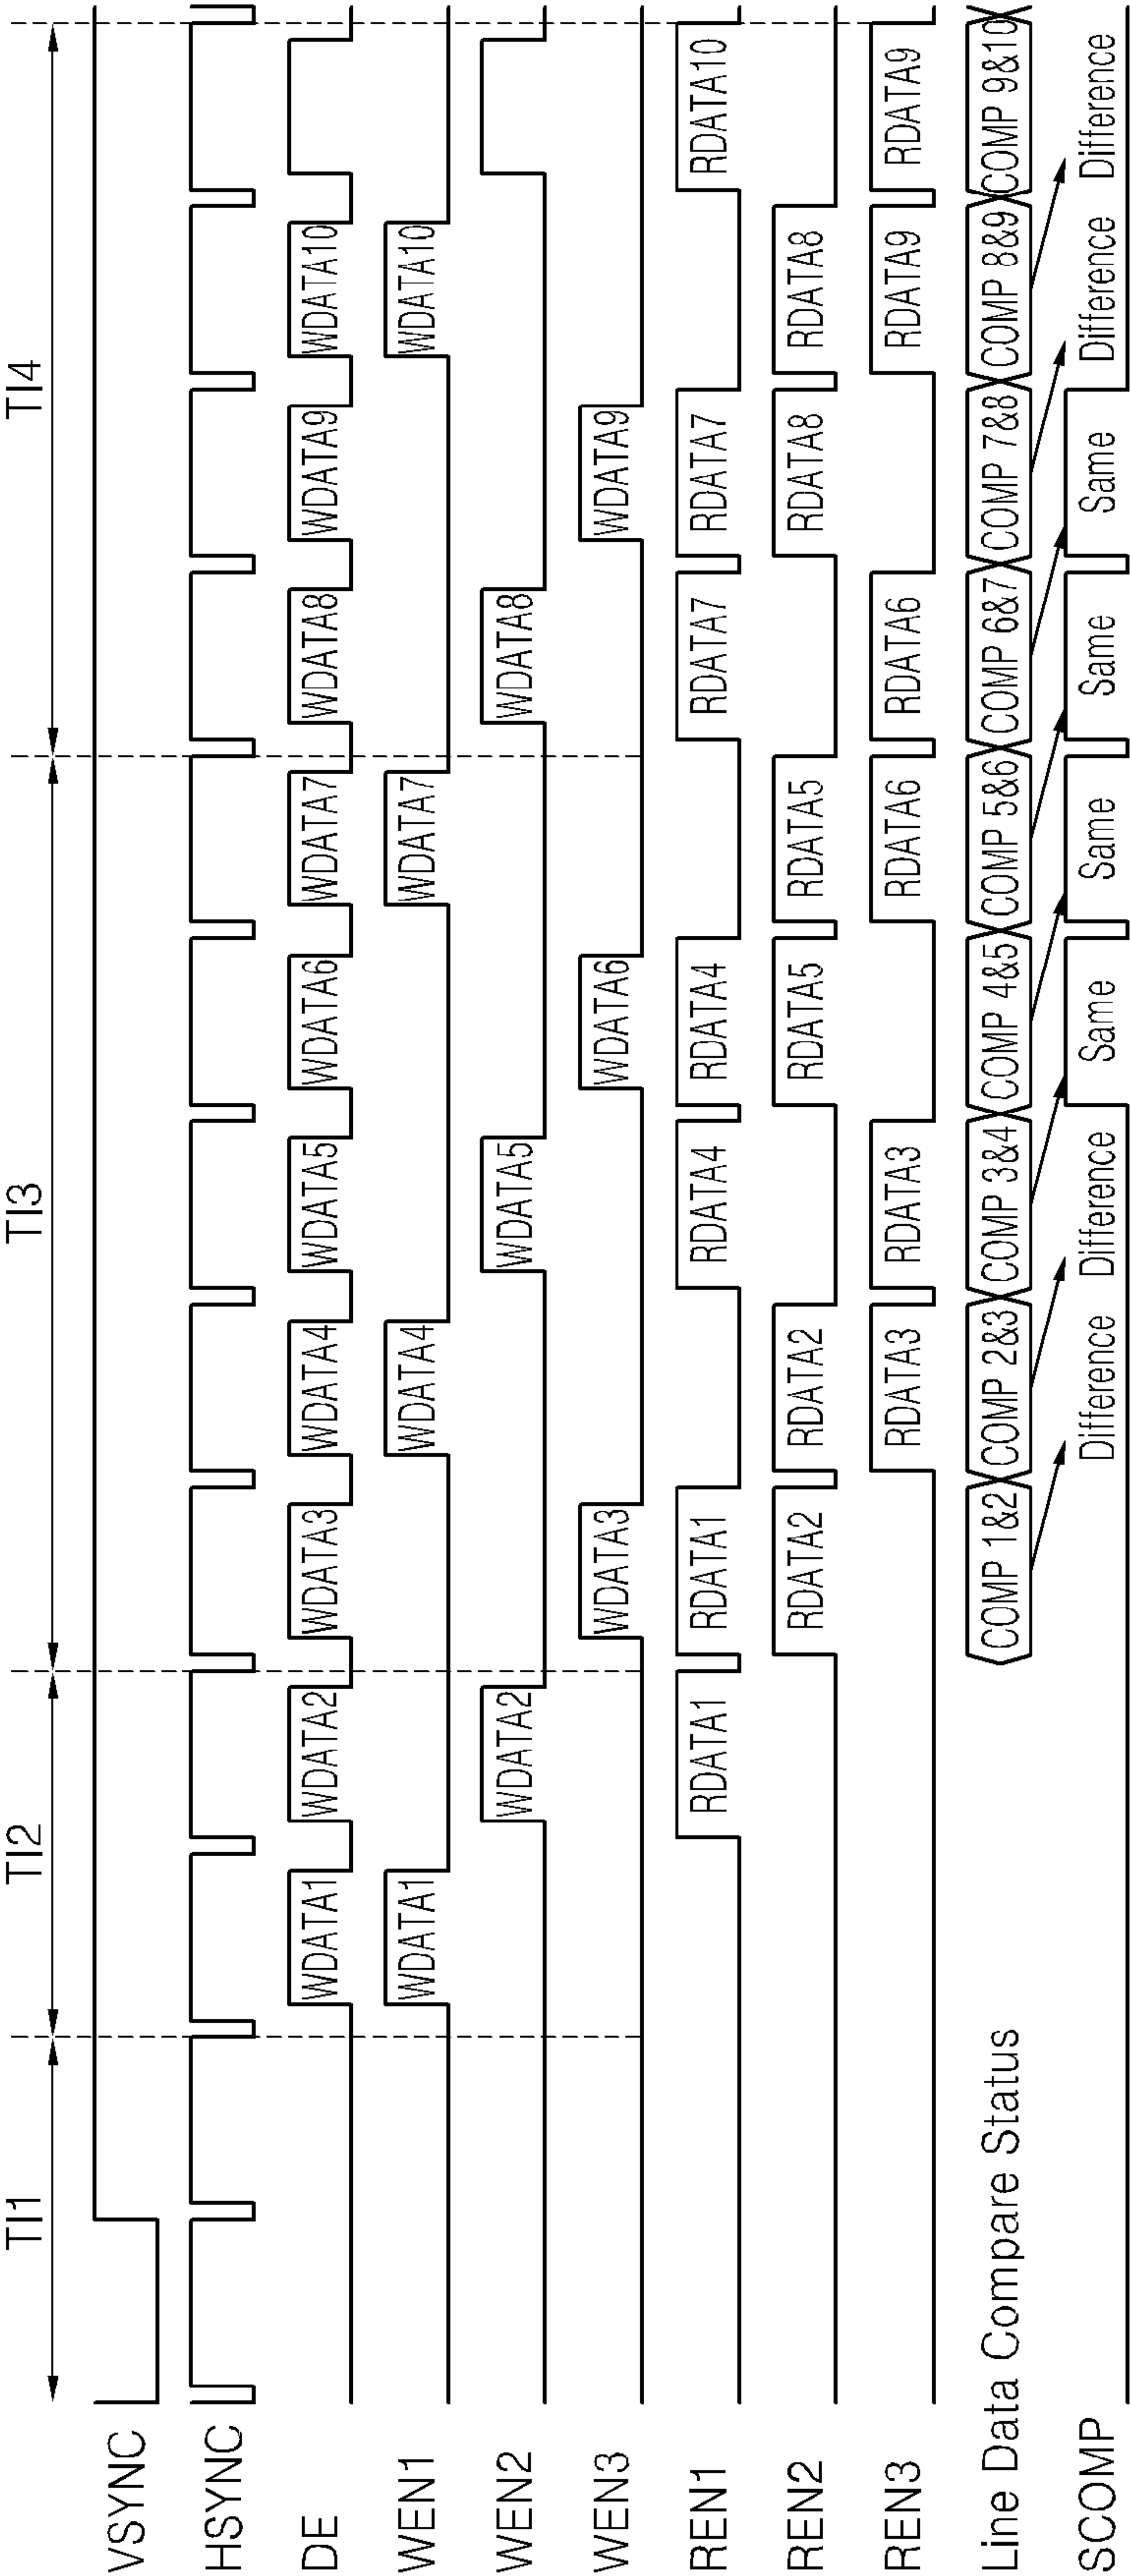 TI1 TI2 TI3 TI4
VSYNC
HSYNC
DE WDATA1 WDATA2 WDATA3 WDATA4 WDATA5 WDATA6 WDATA7 WDATA8 WDATA9 WDATA10
WEN1 WDATA1 WDATA4 WDATA7 WDATA10
WEN2 WDATA2 WDATA5 WDATA8
WEN3 WDATA3 WDATA6 WDATA9
REN1 RDATA1 RDATA1 RDATA4 RDATA4 RDATA7 RDATA7 RDATA10
REN2 RDATA2 RDATA2 RDATA5 RDATA5 RDATA8 RDATA8
REN3 RDATA3 RDATA3 RDATA6 RDATA6 RDATA9 RDATA9
Line Data Compare Status COMP 1&2 COMP 2&3 COMP 3&4 COMP 4&5 COMP 5&6 COMP 6&7 COMP 7&8 COMP 8&9 COMP 9&10
SCOMP Difference Difference Same Same Same Same Difference Difference